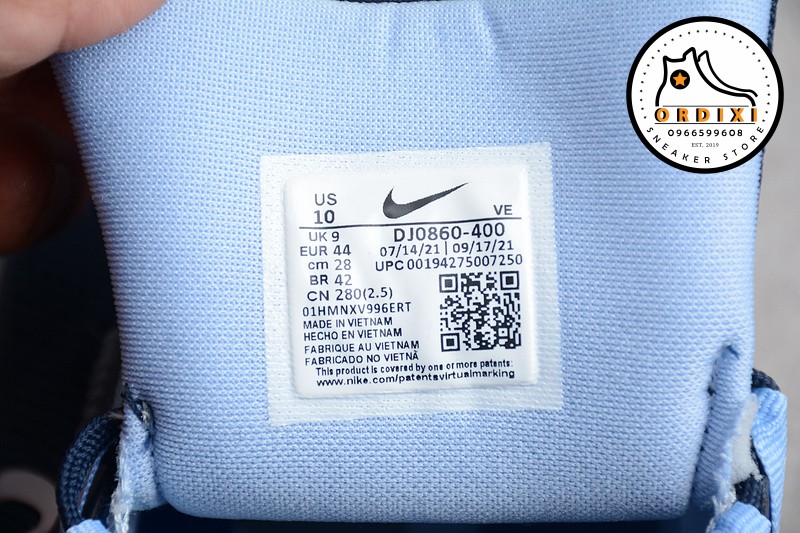 ORDIXI
0966599608
EST. 2019
SNEAKER STORE
US
10
VE
UK 9
DJ0860-400
EUR 44
07/14/21 | 09/17/21
cm 28
UPC 00194275007250
BR 42
CN 280(2.5)
01HMNXV996ERT
MADE IN VIETNAM
HECHO EN VIETNAM
FABRIQUE AU VIETNAM
FABRICADO NO VIETNÃ
This product is covered by one or more patents:
www.nike.com/patentsvirtualmarking